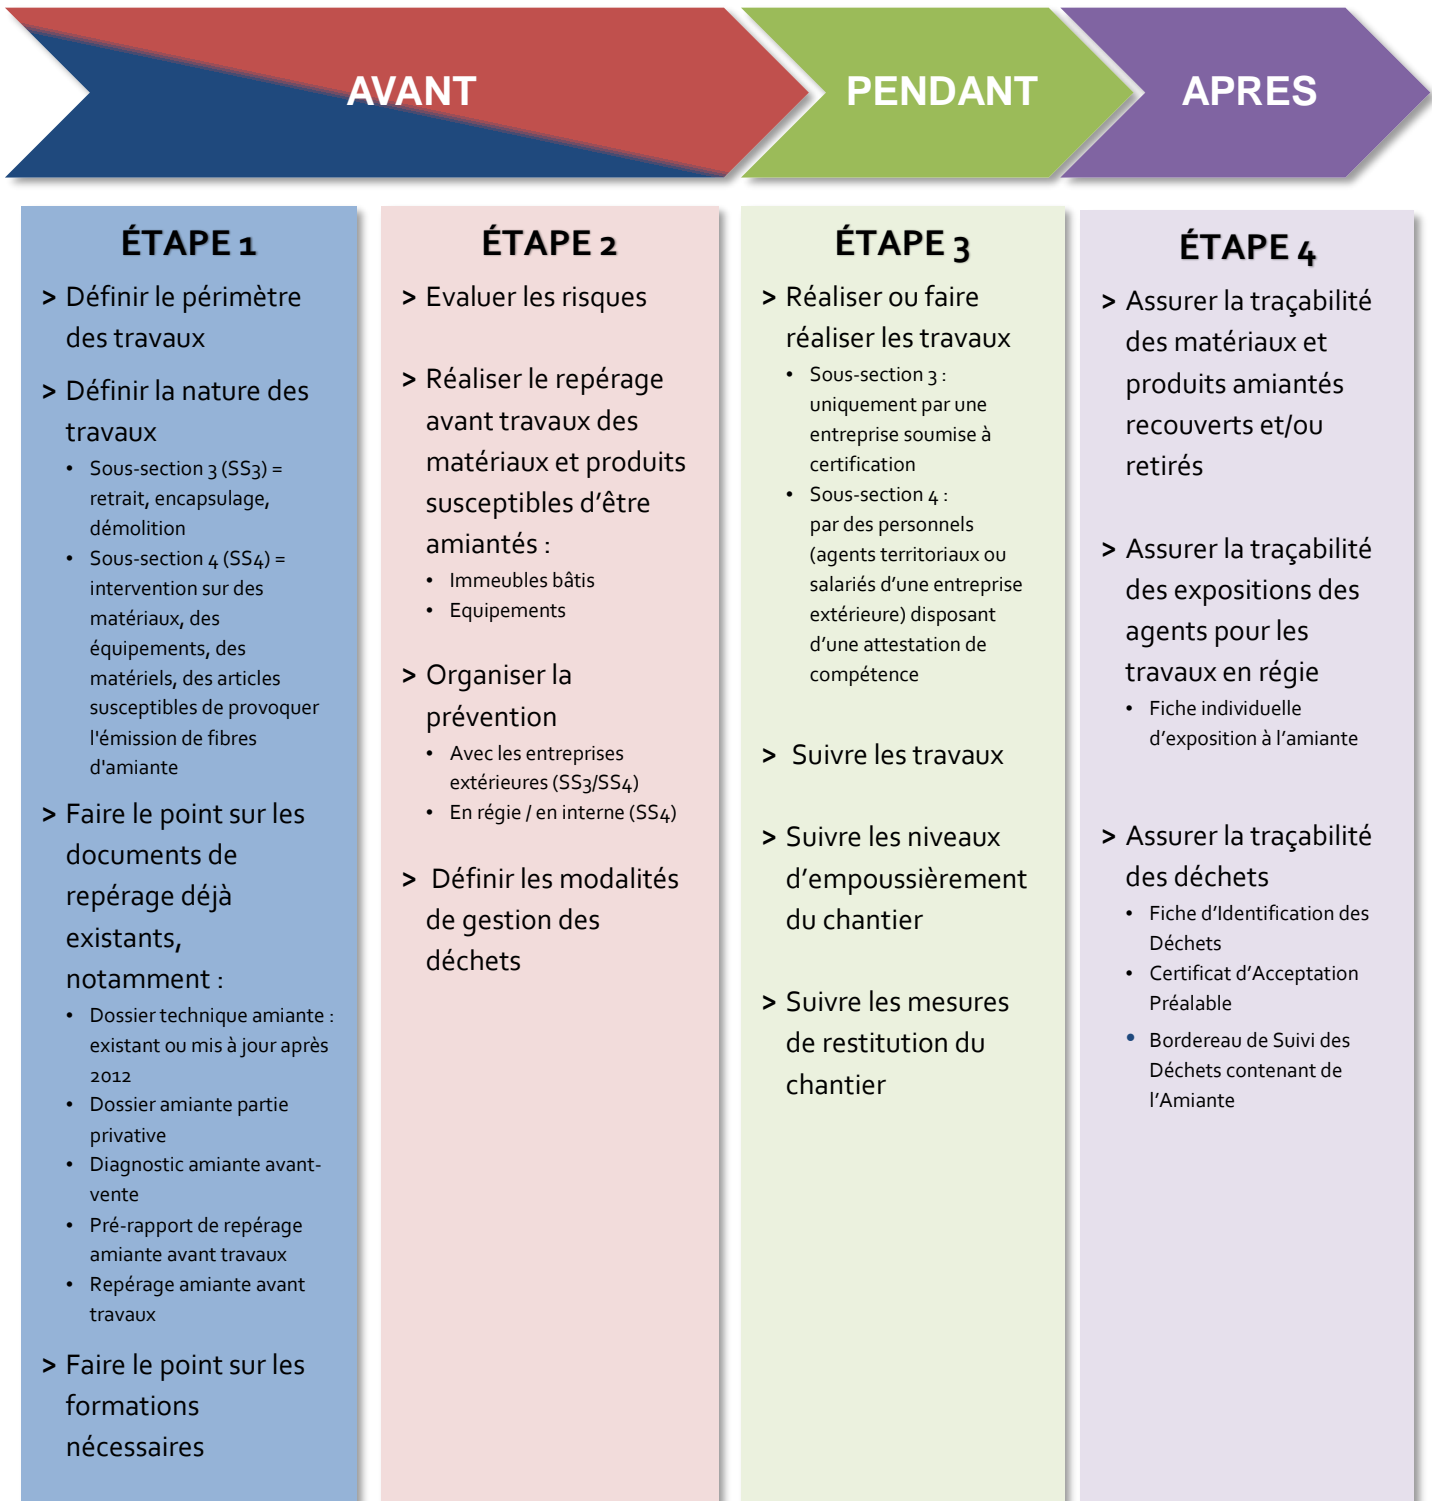 AVANT
PENDANT
APRES
ÉTAPE 1
> Définir le périmètre
des travaux
> Définir la nature des
travaux
• Sous-section 3 (SS3) =
retrait, encapsulage,
démolition
• Sous-section 4 (SS4) =
intervention sur des
matériaux, des
équipements, des
matériels, des articles
susceptibles de provoquer
l'émission de fibres
d'amiante
> Faire le point sur les
documents de
repérage déjà
existants,
notamment :
• Dossier technique amiante :
existant ou mis à jour après
2012
• Dossier amiante partie
privative
• Diagnostic amiante avant-
vente
• Pré-rapport de repérage
amiante avant travaux
• Repérage amiante avant
travaux
> Faire le point sur les
formations
nécessaires
ÉTAPE 2
> Evaluer les risques
> Réaliser le repérage
avant travaux des
matériaux et produits
susceptibles d’être
amiantés :
• Immeubles bâtis
• Equipements
> Organiser la
prévention
• Avec les entreprises
extérieures (SS3/SS4)
• En régie / en interne (SS4)
> Définir les modalités
de gestion des
déchets
ÉTAPE 3
> Réaliser ou faire
réaliser les travaux
• Sous-section 3 :
uniquement par une
entreprise soumise à
certification
• Sous-section 4 :
par des personnels
(agents territoriaux ou
salariés d’une entreprise
extérieure) disposant
d’une attestation de
compétence
> Suivre les travaux
> Suivre les niveaux
d’empoussièrement
du chantier
> Suivre les mesures
de restitution du
chantier
ÉTAPE 4
> Assurer la traçabilité
des matériaux et
produits amiantés
recouverts et/ou
retirés
> Assurer la traçabilité
des expositions des
agents pour les
travaux en régie
• Fiche individuelle
d’exposition à l’amiante
> Assurer la traçabilité
des déchets
• Fiche d’Identification des
Déchets
• Certificat d’Acceptation
Préalable
• Bordereau de Suivi des
Déchets contenant de
l’Amiante